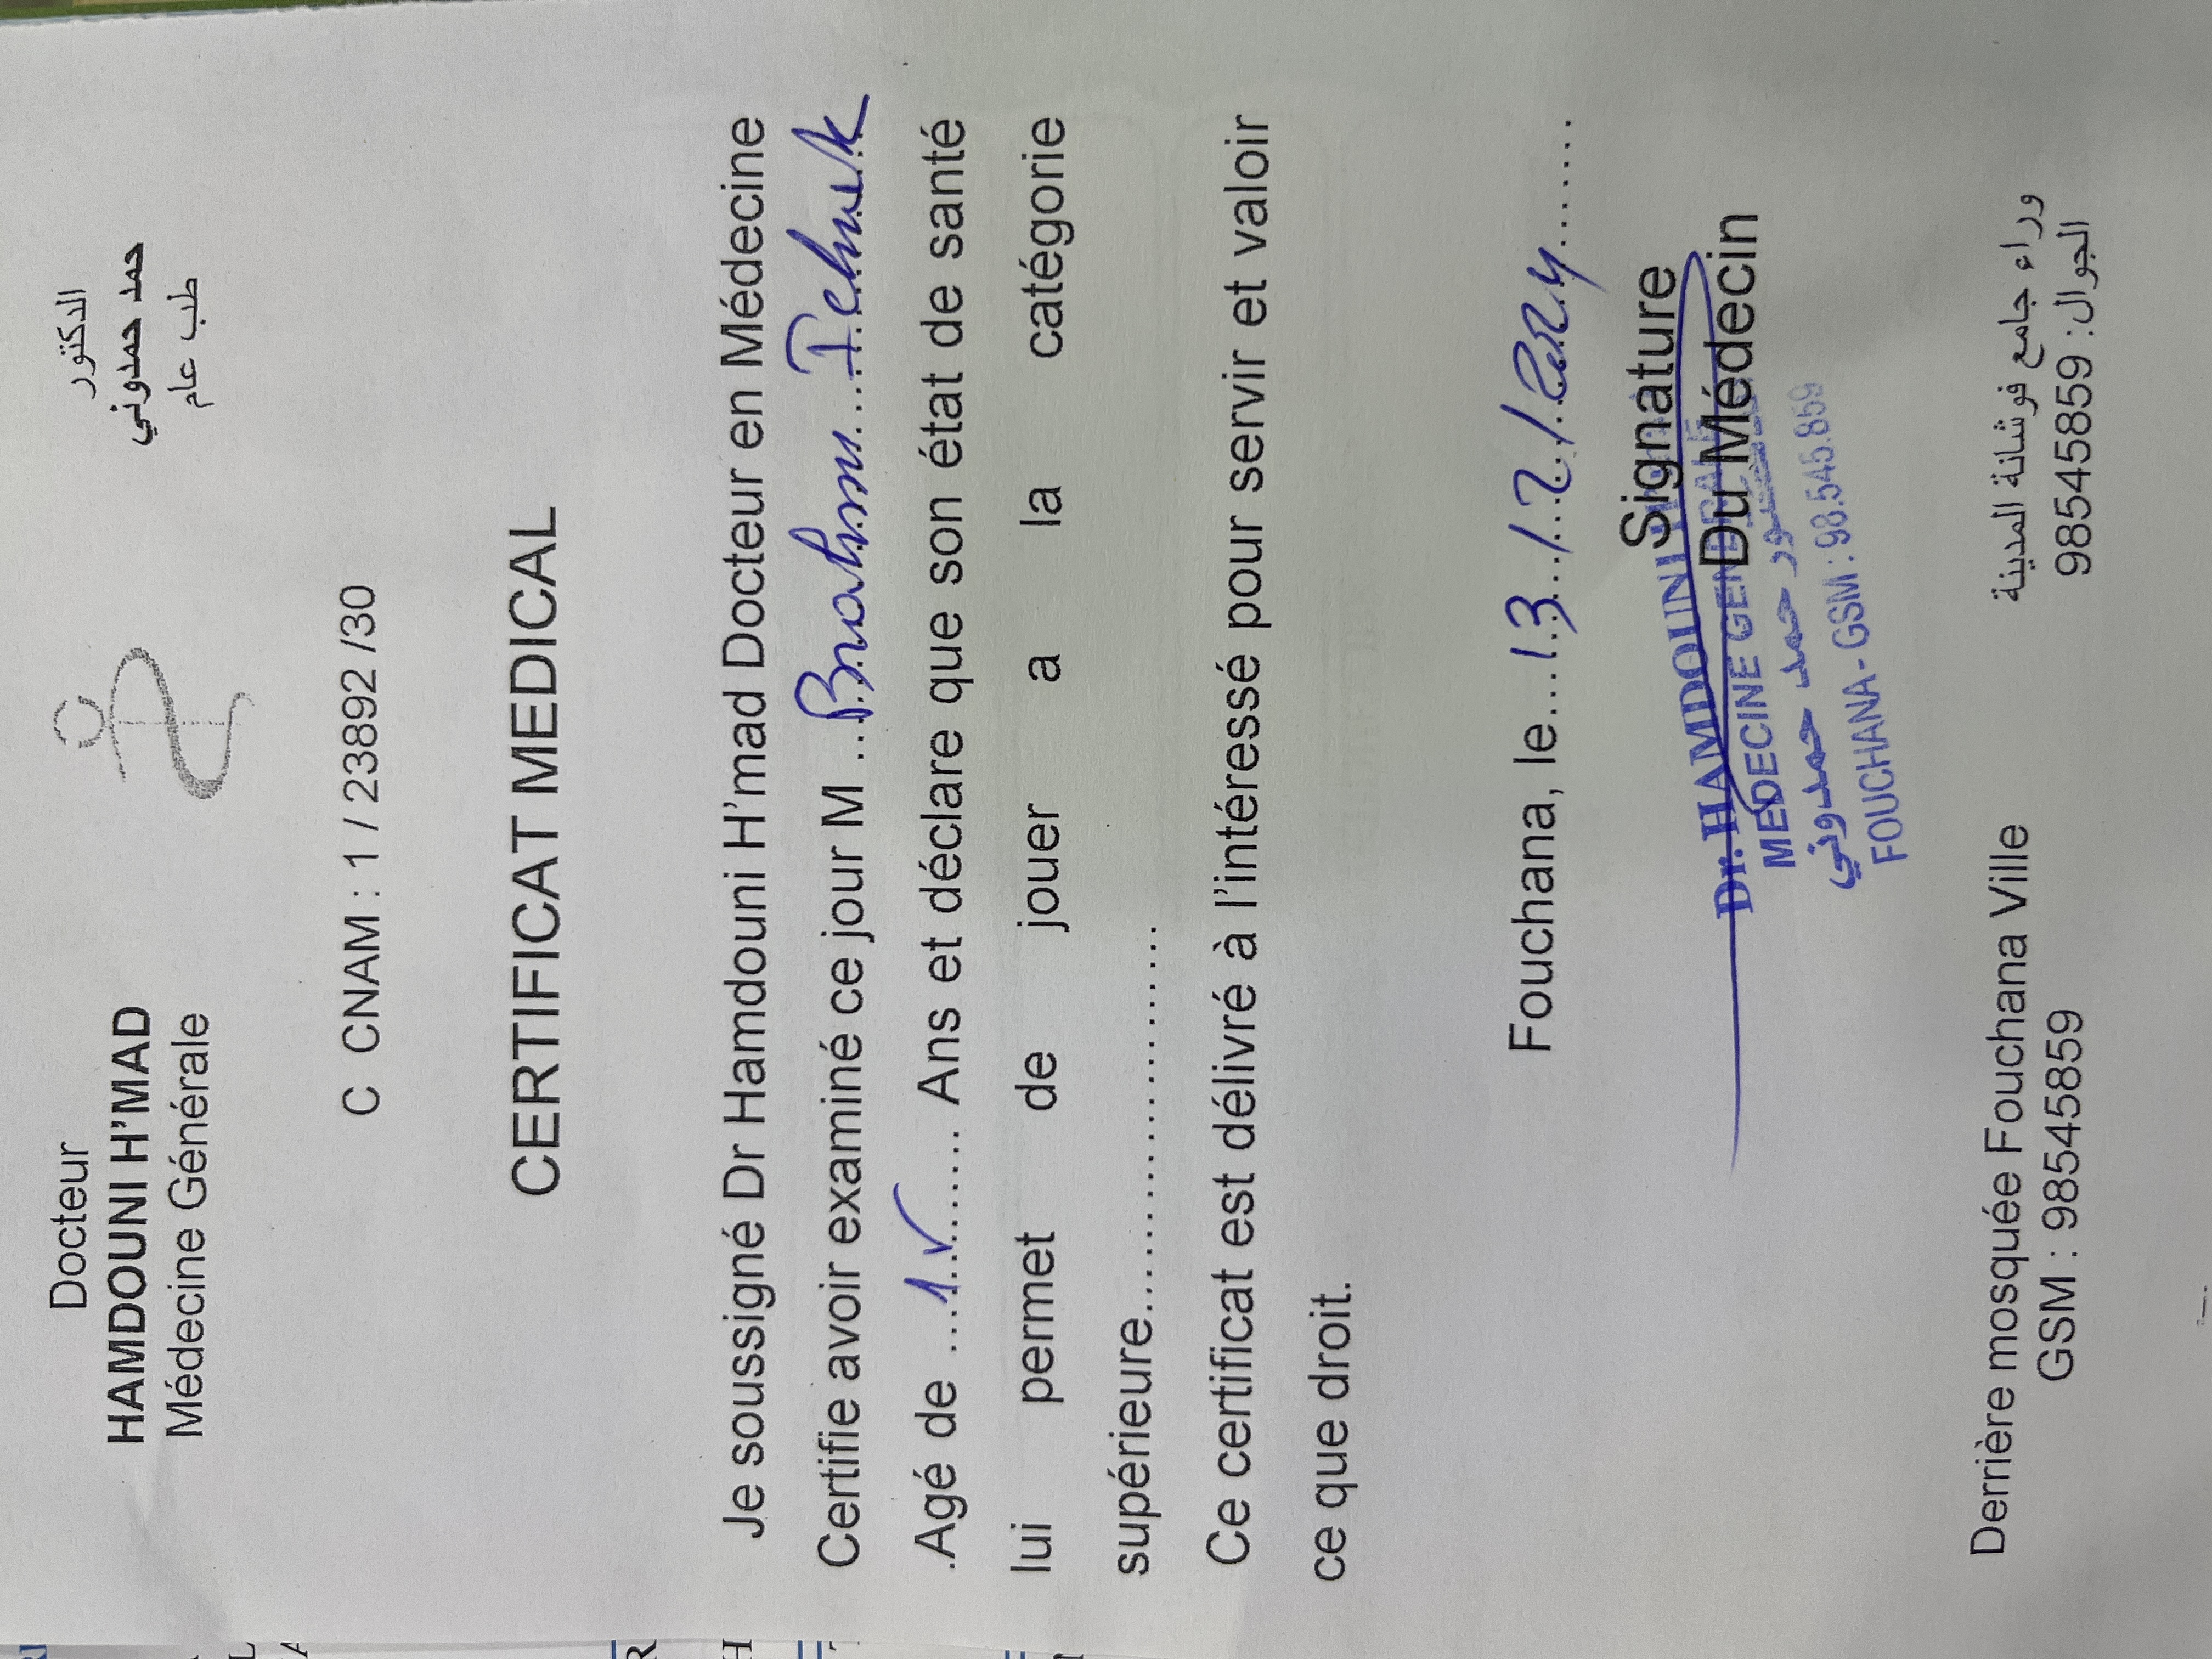 Docteur
HAMDOUNI H'MAD
Médecine Générale
الدكتور
حمد حمدوني
طب عام
C CNAM : 1 / 23892 /30
CERTIFICAT MEDICAL
Je soussigné Dr Hamdouni H'mad Docteur en Médecine
Certifie avoir examiné ce jour M
.Agé de Ans et déclare que son état de santé
lui permet de jouer a la catégorie
supérieure
Ce certificat est délivré à l'intéressé pour servir et valoir
ce que droit.
Fouchana, le 13/2/
Signature
Du Médecin
Dr. HAMDOUNI
MEDECINE GENERALE
حمد حمدوني
FOUCHANA - GSM : 98.545.859
Derrière mosquée Fouchana Ville
GSM : 98545859
وراء جامع فوشانة المدينة
الجوال: 98545859